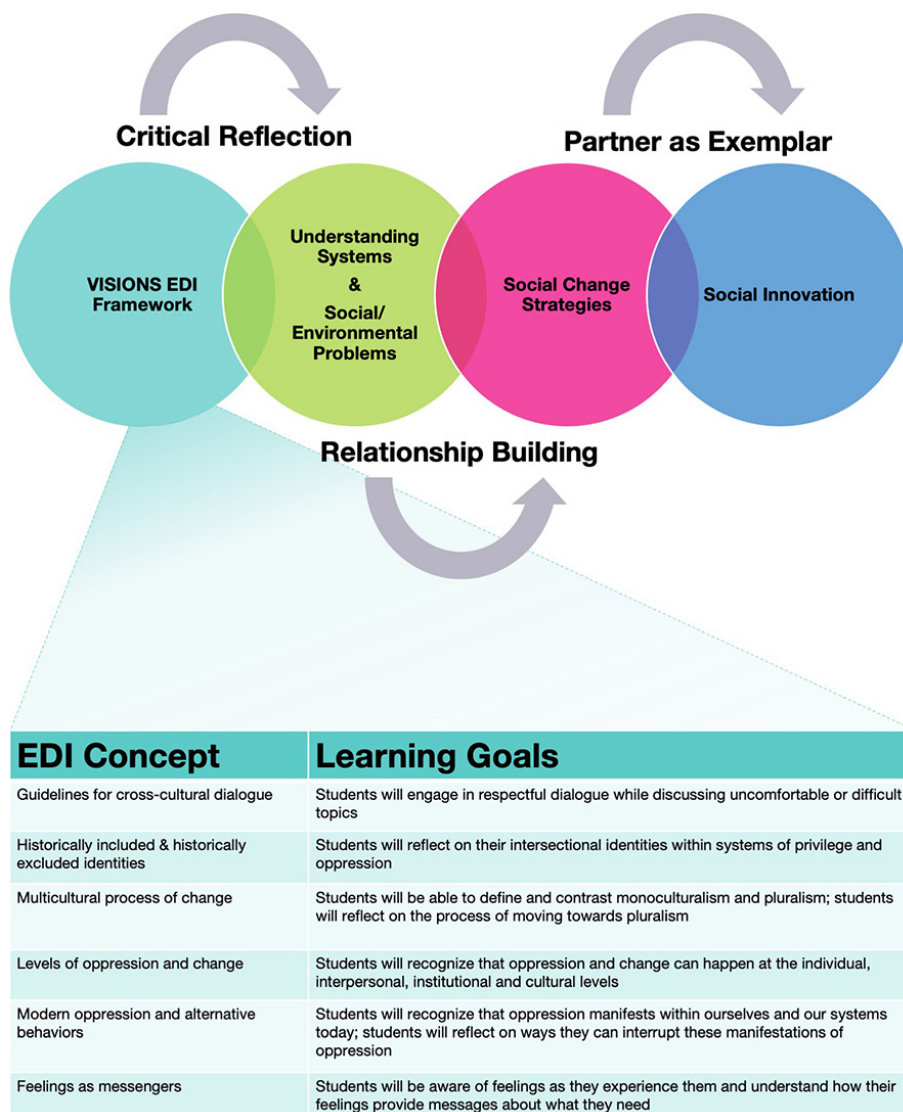 Critical Reflection
Partner as Exemplar
VISIONS EDI
Framework
Understanding
Systems
&
Social/
Environmental
Problems
Social Change
Strategies
Social Innovation
Relationship Building
EDI Concept
Learning Goals
Guidelines for cross-cultural dialogue
Students will engage in respectful dialogue while discussing uncomfortable or difficult
topics
Historically included & historically
excluded identities
Students will reflect on their intersectional identities within systems of privilege and
oppression
Multicultural process of change
Students will be able to define and contrast monoculturalism and pluralism; students
will reflect on the process of moving towards pluralism
Levels of oppression and change
Students will recognize that oppression and change can happen at the individual,
interpersonal, institutional and cultural levels
Modern oppression and alternative
behaviors
Students will recognize that oppression manifests within ourselves and our systems
today; students will reflect on ways they can interrupt these manifestations of
oppression
Feelings as messengers
Students will be aware of feelings as they experience them and understand how their
feelings provide messages about what they need